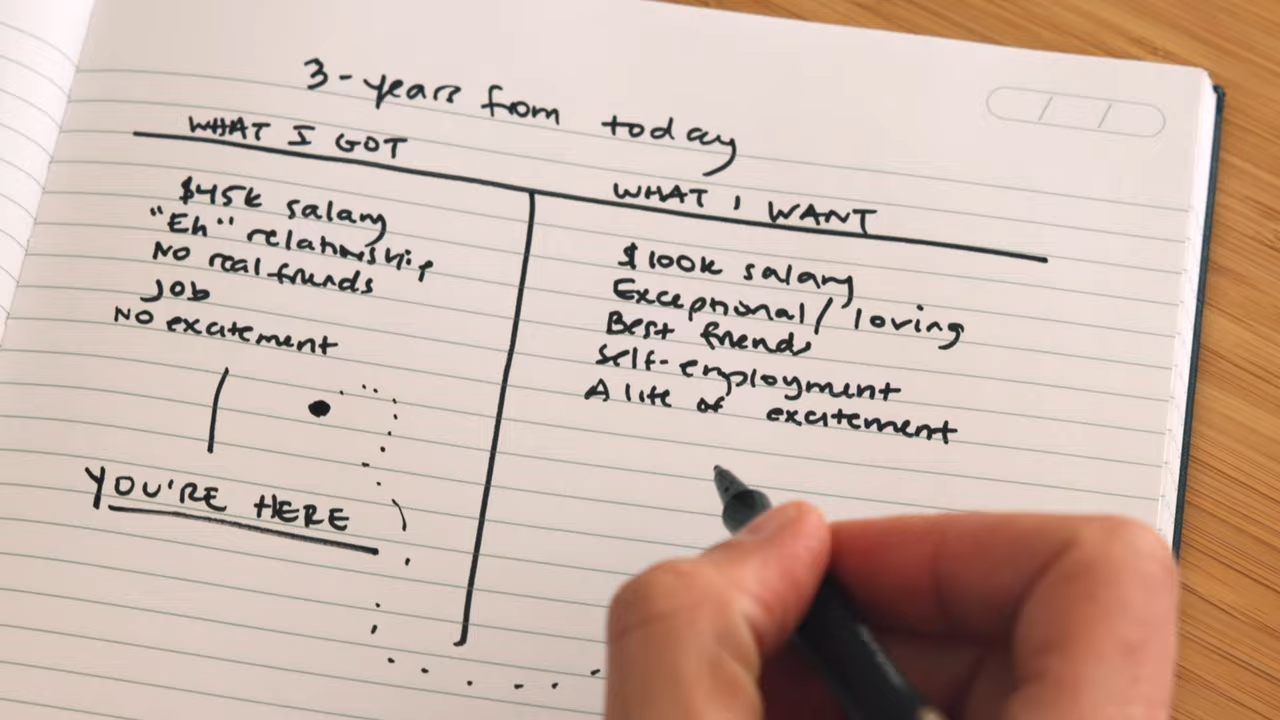 3-years from today
WHAT I GOT
$45k salary
"Eh" relationship
No real friends
Job
No excitement
YOU'RE HERE
WHAT I WANT
$100k salary
Exceptional/loving
Best friends
Self-employment
A life of excitement